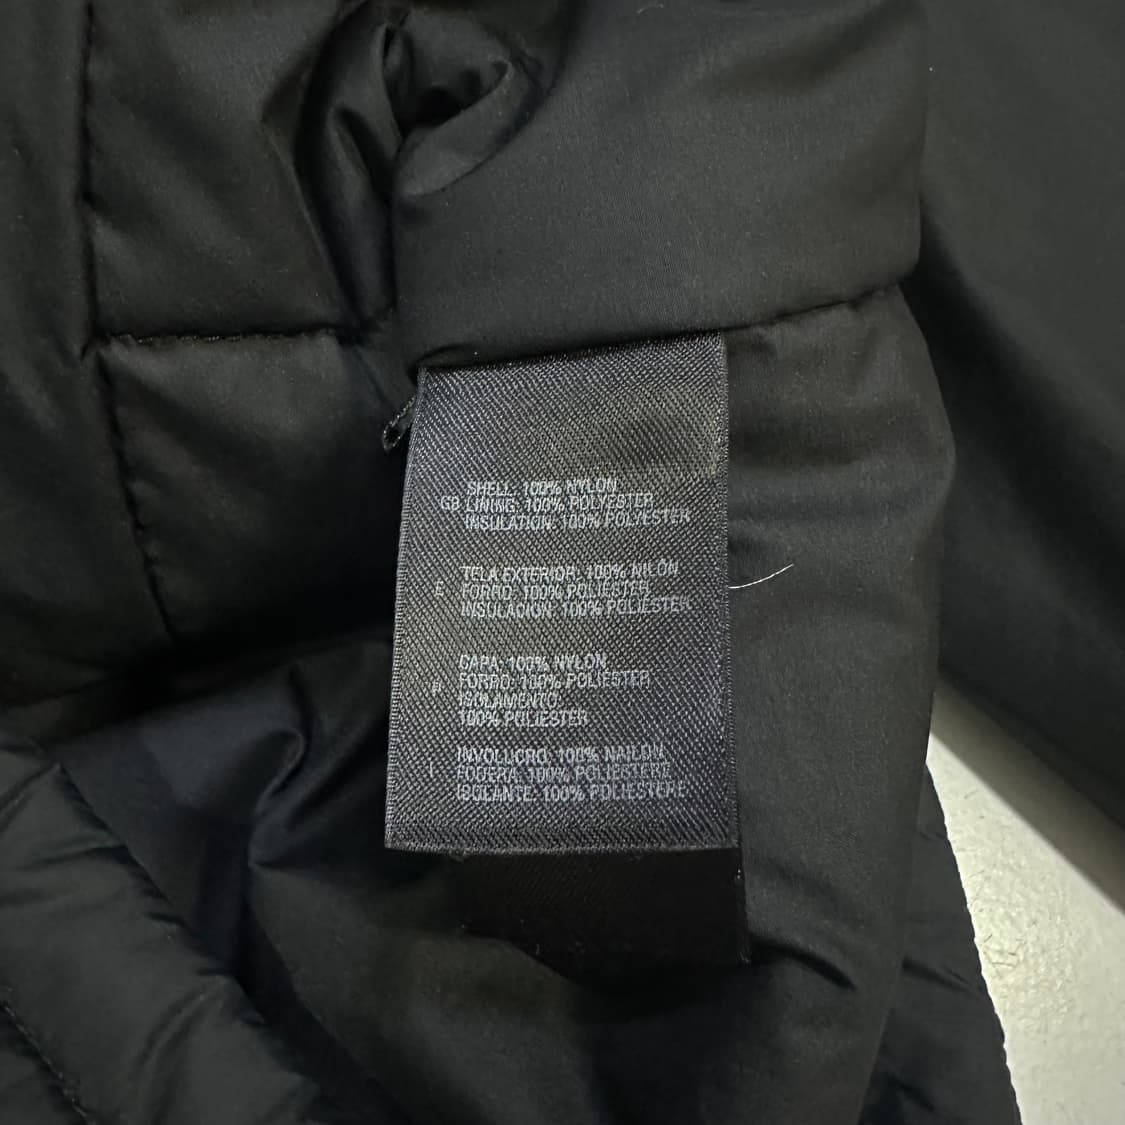 SHELL: 100% NYLON
GB LINING: 100% POLYESTER
INSULATION: 100% POLYESTER
TELA EXTERIOR: 100% NILON
E FORRO: 100% POLIESTER
INSULACION: 100% POLIESTER
CAPA: 100% NYLON
P FORRO: 100% POLIESTER
ISOLAMENTO:
100% POLIESTER
INVOLUCRO: 100% NAILON
I FODERA: 100% POLIESTERE
ISOLANTE: 100% POLIESTERE